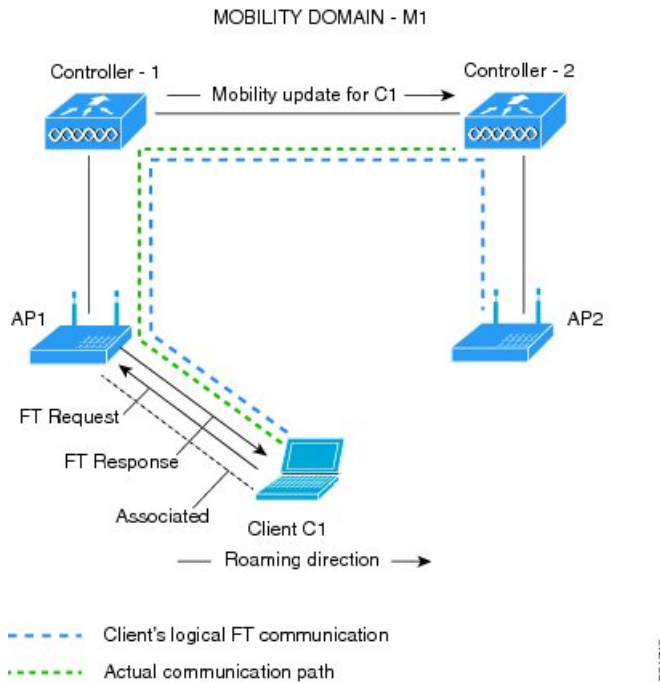 MOBILITY DOMAIN - M1
Controller - 1
Controller - 2
Mobility update for C1
AP1
AP2
FT Request
FT Response
Associated
Client C1
Roaming direction
Client's logical FT communication
Actual communication path